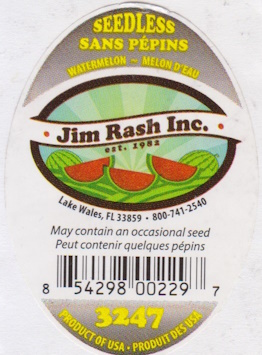 SEEDLESS
SANS PÉPINS
WATERMELON ~ MELON D'EAU
Jim Rash Inc.
est. 1982
Lake Wales, FL 33859 • 800-741-2540
May contain an occasional seed
Peut contenir quelques pépins
8 54298 00229 7
3247
PRODUCT OF USA • PRODUIT DES USA